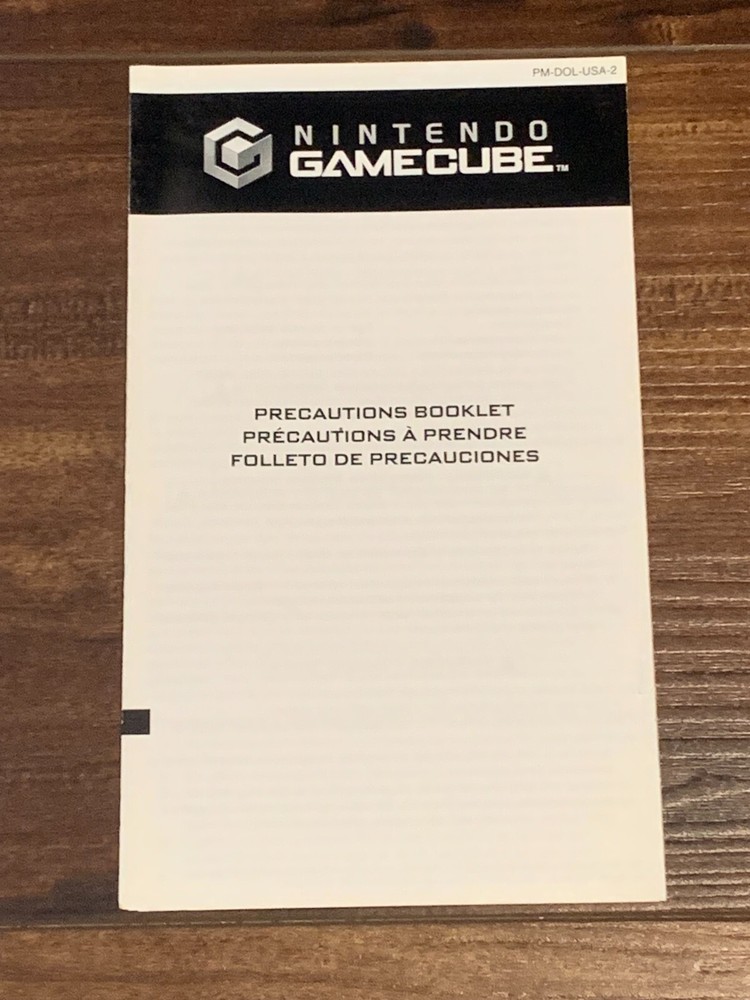 PM-DOL-USA-2
NINTENDO
GAMECUBE™
PRECAUTIONS BOOKLET
PRÉCAUTIONS À PRENDRE
FOLLETO DE PRECAUCIONES